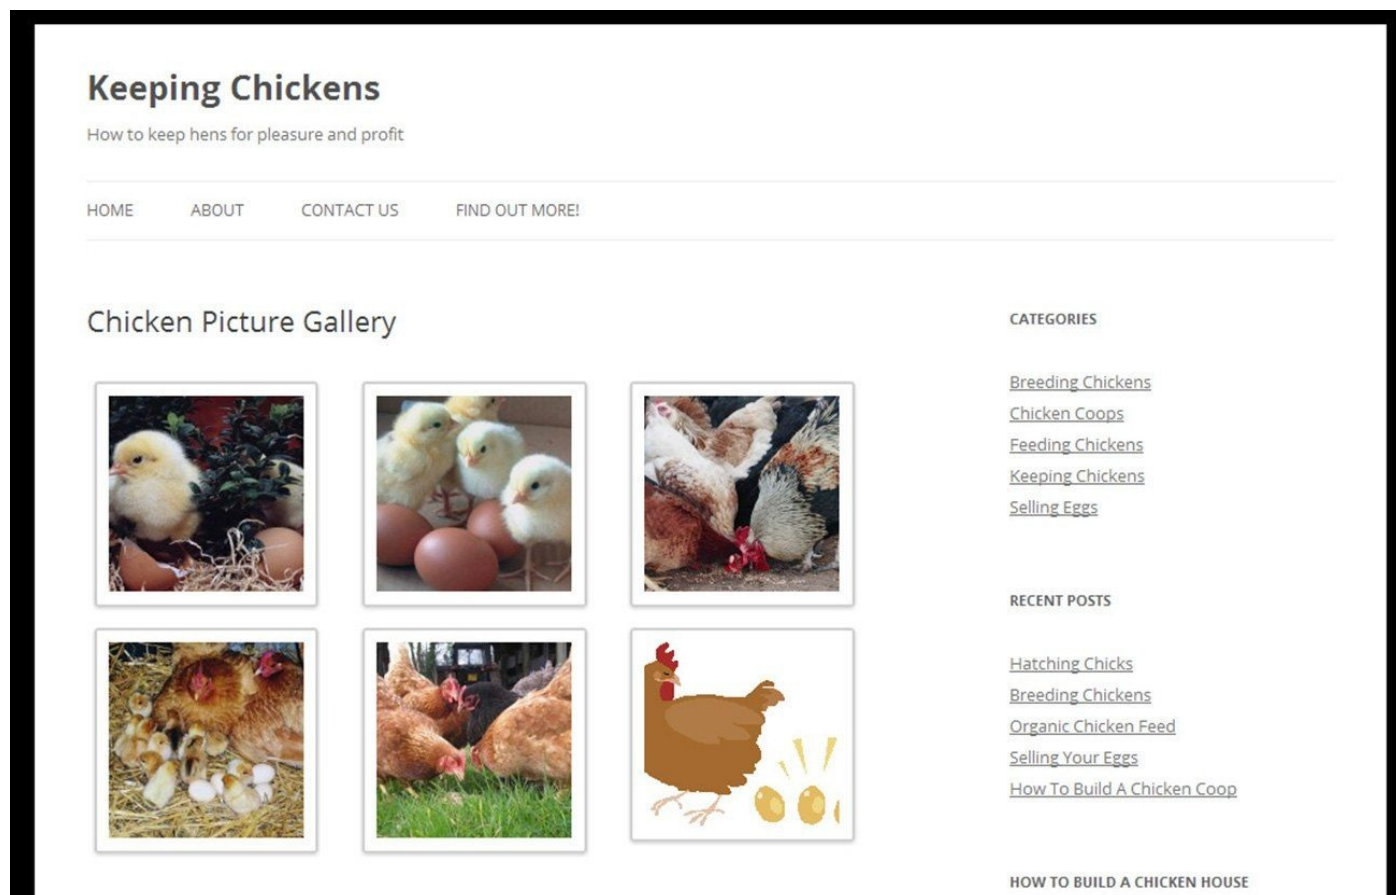 Keeping Chickens
How to keep hens for pleasure and profit
HOME ABOUT CONTACT US FIND OUT MORE!
Chicken Picture Gallery
CATEGORIES
Breeding Chickens
Chicken Coops
Feeding Chickens
Keeping Chickens
Selling Eggs
RECENT POSTS
Hatching Chicks
Breeding Chickens
Organic Chicken Feed
Selling Your Eggs
How To Build A Chicken Coop
HOW TO BUILD A CHICKEN HOUSE